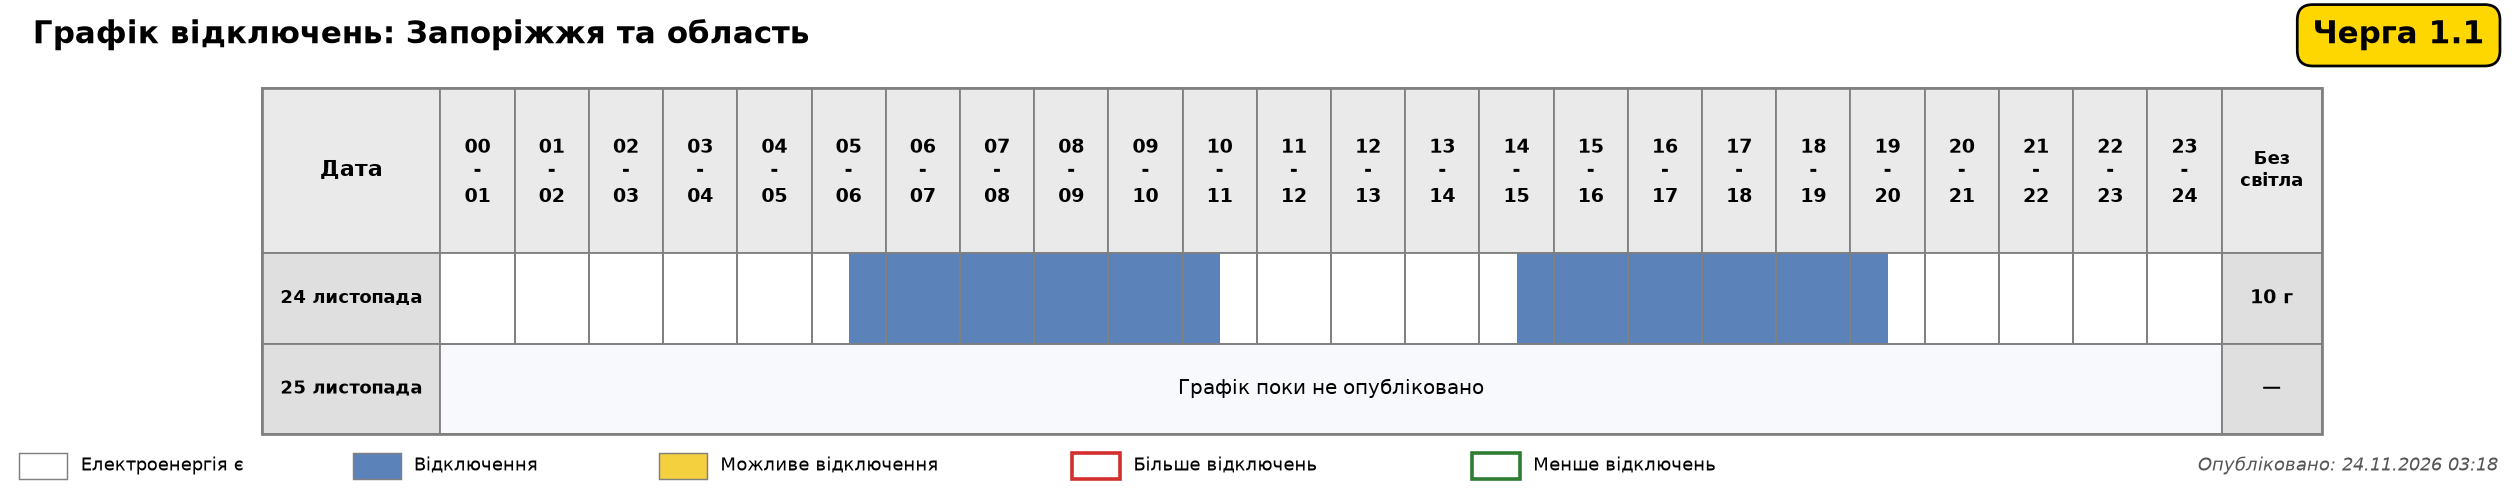 Графік відключень: Запоріжжя та область
Черга 1.1
Дата
00 - 01
01 - 02
02 - 03
03 - 04
04 - 05
05 - 06
06 - 07
07 - 08
08 - 09
09 - 10
10 - 11
11 - 12
12 - 13
13 - 14
14 - 15
15 - 16
16 - 17
17 - 18
18 - 19
19 - 20
20 - 21
21 - 22
22 - 23
23 - 24
Без
світла
24 листопада
10 г
25 листопада
Графік поки не опубліковано
—
Електроенергія є
Відключення
Можливе відключення
Більше відключень
Менше відключень
Опубліковано: 24.11.2026 03:18